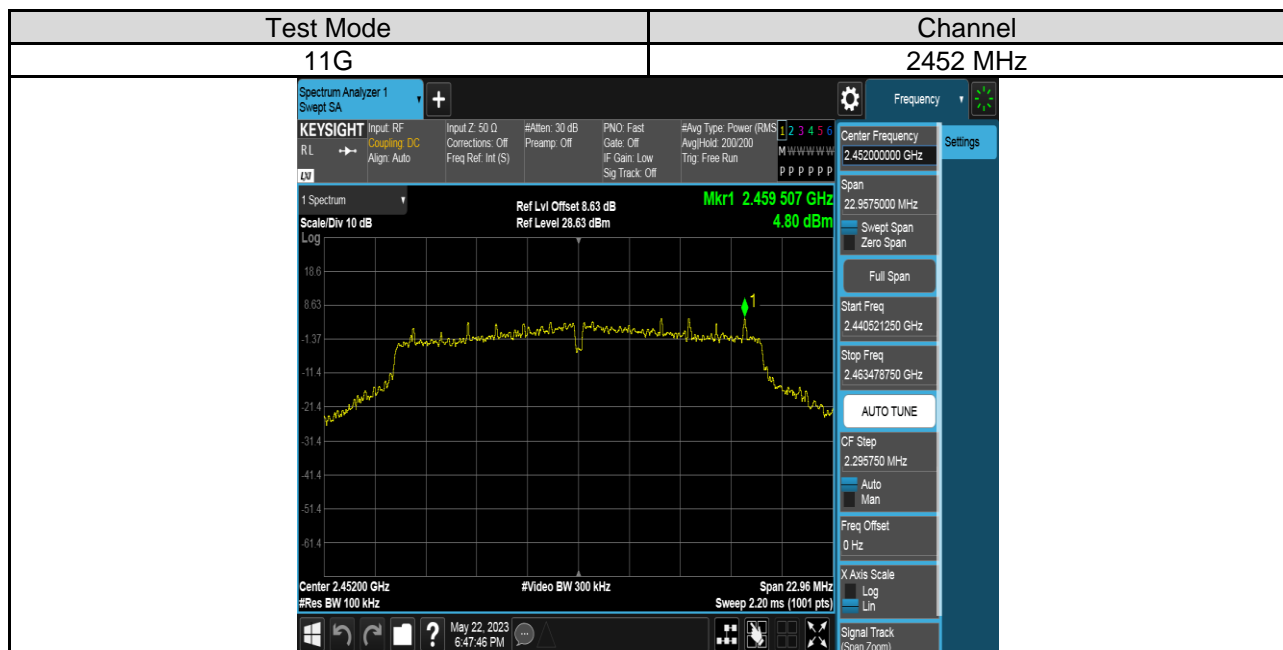 Test Mode Channel
11G 2452 MHz
Spectrum Analyzer 1
Swept SA
+
Frequency
KEYSIGHT Input: RF Input Z: 50 Ω #Atten: 30 dB PNO: Fast #Avg Type: Power (RMS 1 2 3 4 5 6
RL Coupling: DC Corrections: Off Preamp: Off Gate: Off Avg|Hold: 200/200 M W W W W W
Align: Auto Freq Ref: Int (S) IF Gain: Low Trig: Free Run
LXI Sig Track: Off P P P P P P
1 Spectrum Ref Lvl Offset 8.63 dB Mkr1 2.459 507 GHz
Scale/Div 10 dB Ref Level 28.63 dBm 4.80 dBm
Log
18.6
8.63
1
-1.37
-11.4
-21.4
-31.4
-41.4
-51.4
-61.4
Center 2.45200 GHz #Video BW 300 kHz Span 22.96 MHz
#Res BW 100 kHz Sweep 2.20 ms (1001 pts)
Center Frequency
2.452000000 GHz
Settings
Span
22.9575000 MHz
Swept Span
Zero Span
Full Span
Start Freq
2.440521250 GHz
Stop Freq
2.463478750 GHz
AUTO TUNE
CF Step
2.295750 MHz
Auto
Man
Freq Offset
0 Hz
X Axis Scale
Log
Lin
Signal Track
(Span Zoom)
? May 22, 2023
6:47:46 PM